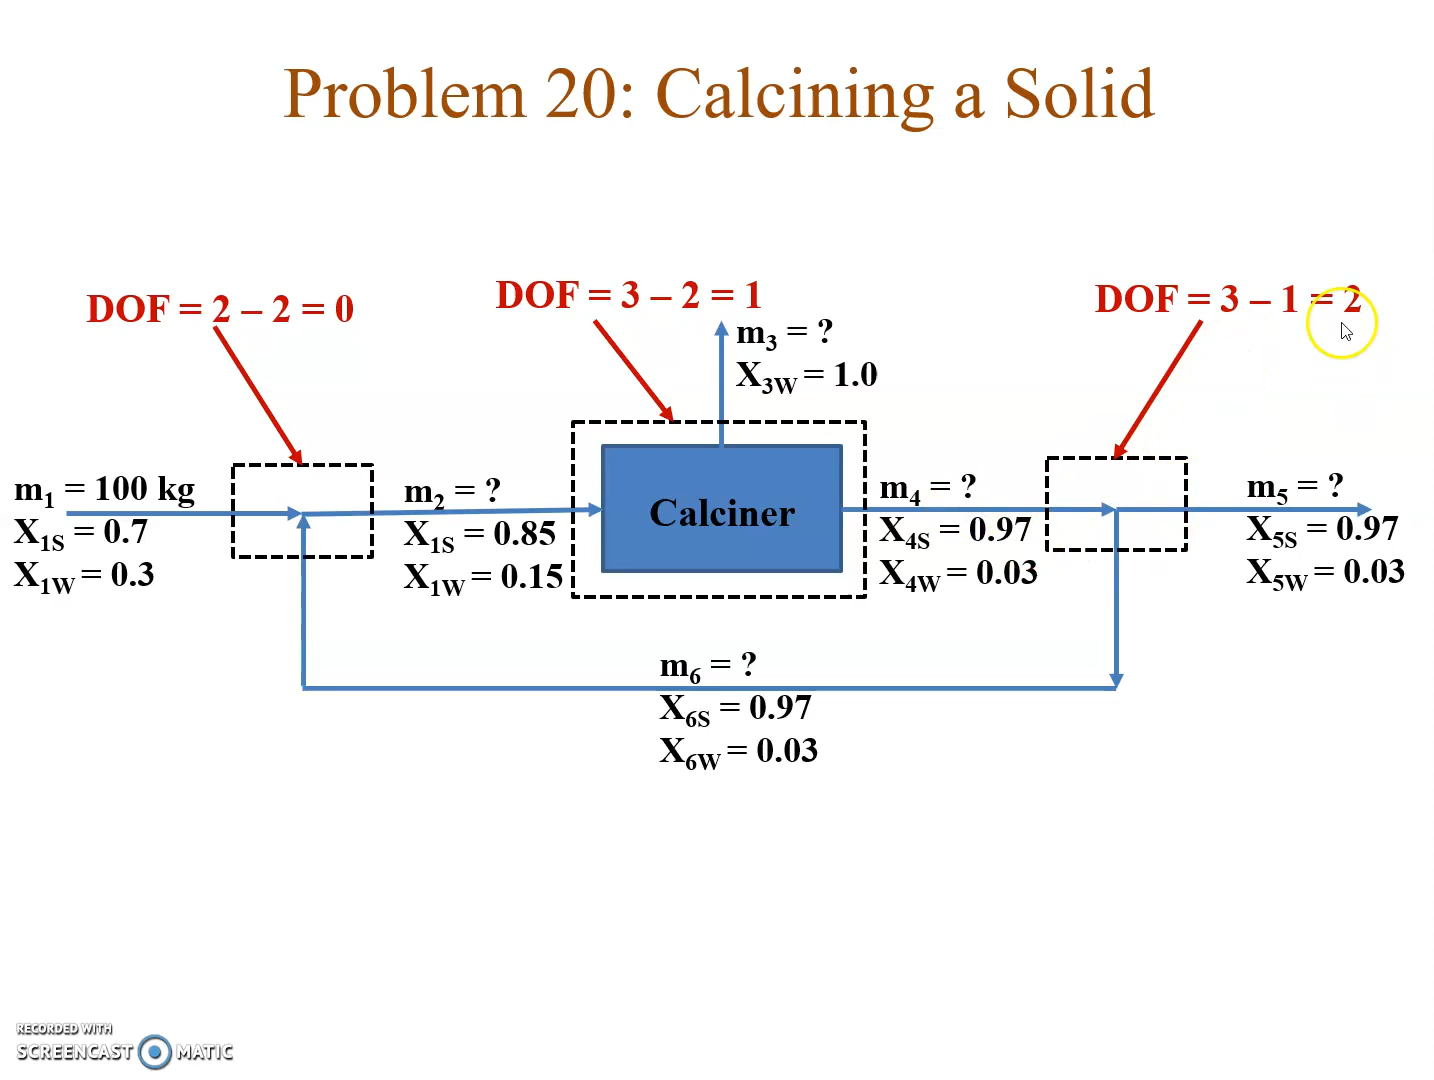 Problem 20: Calcining a Solid
DOF = 2 – 2 = 0
DOF = 3 – 2 = 1
DOF = 3 – 1 = 2
m3 = ?
X3W = 1.0
m1 = 100 kg
X1S = 0.7
X1W = 0.3
m2 = ?
X1S = 0.85
X1W = 0.15
Calciner
m4 = ?
X4S = 0.97
X4W = 0.03
m5 = ?
X5S = 0.97
X5W = 0.03
m6 = ?
X6S = 0.97
X6W = 0.03
RECORDED WITH
SCREENCAST MATIC